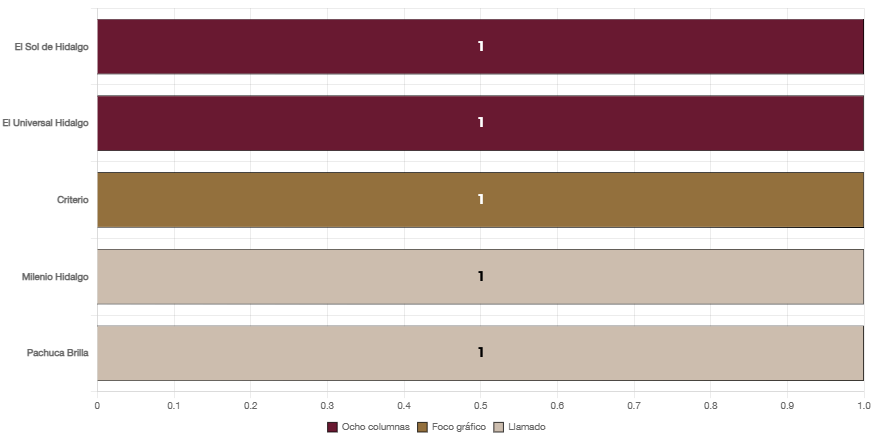 El Sol de Hidalgo
1
El Universal Hidalgo
1
Criterio
1
Milenio Hidalgo
1
Pachuca Brilla
1
0 0.1 0.2 0.3 0.4 0.5 0.6 0.7 0.8 0.9 1.0
Ocho columnas Foco gráfico Llamado